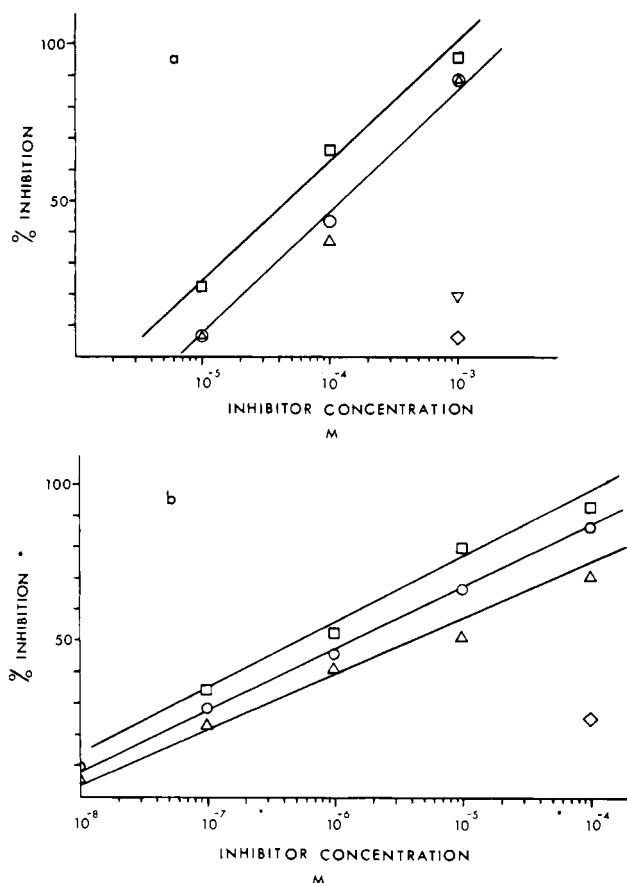 100
a
50
% INHIBITION
10⁻⁵ 10⁻⁴ 10⁻³
INHIBITOR CONCENTRATION
M
100
b
50
% INHIBITION
10⁻⁸ 10⁻⁷ 10⁻⁶ 10⁻⁵ 10⁻⁴
INHIBITOR CONCENTRATION
M